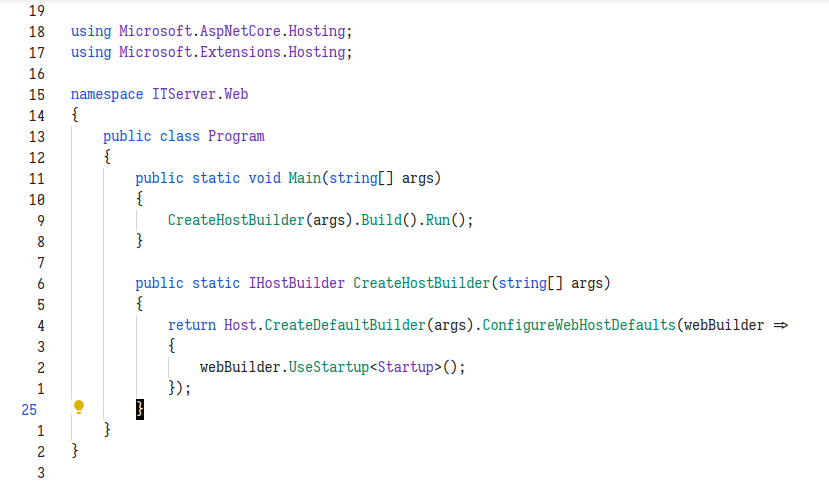 19
18 using Microsoft.AspNetCore.Hosting;
17 using Microsoft.Extensions.Hosting;
16
15 namespace ITServer.Web
14 {
13     public class Program
12     {
11         public static void Main(string[] args)
10         {
9             CreateHostBuilder(args).Build().Run();
8         }
7
6         public static IHostBuilder CreateHostBuilder(string[] args)
5         {
4             return Host.CreateDefaultBuilder(args).ConfigureWebHostDefaults(webBuilder ⇒
3             {
2                 webBuilder.UseStartup<Startup>();
1             });
25         }
1     }
2 }
3